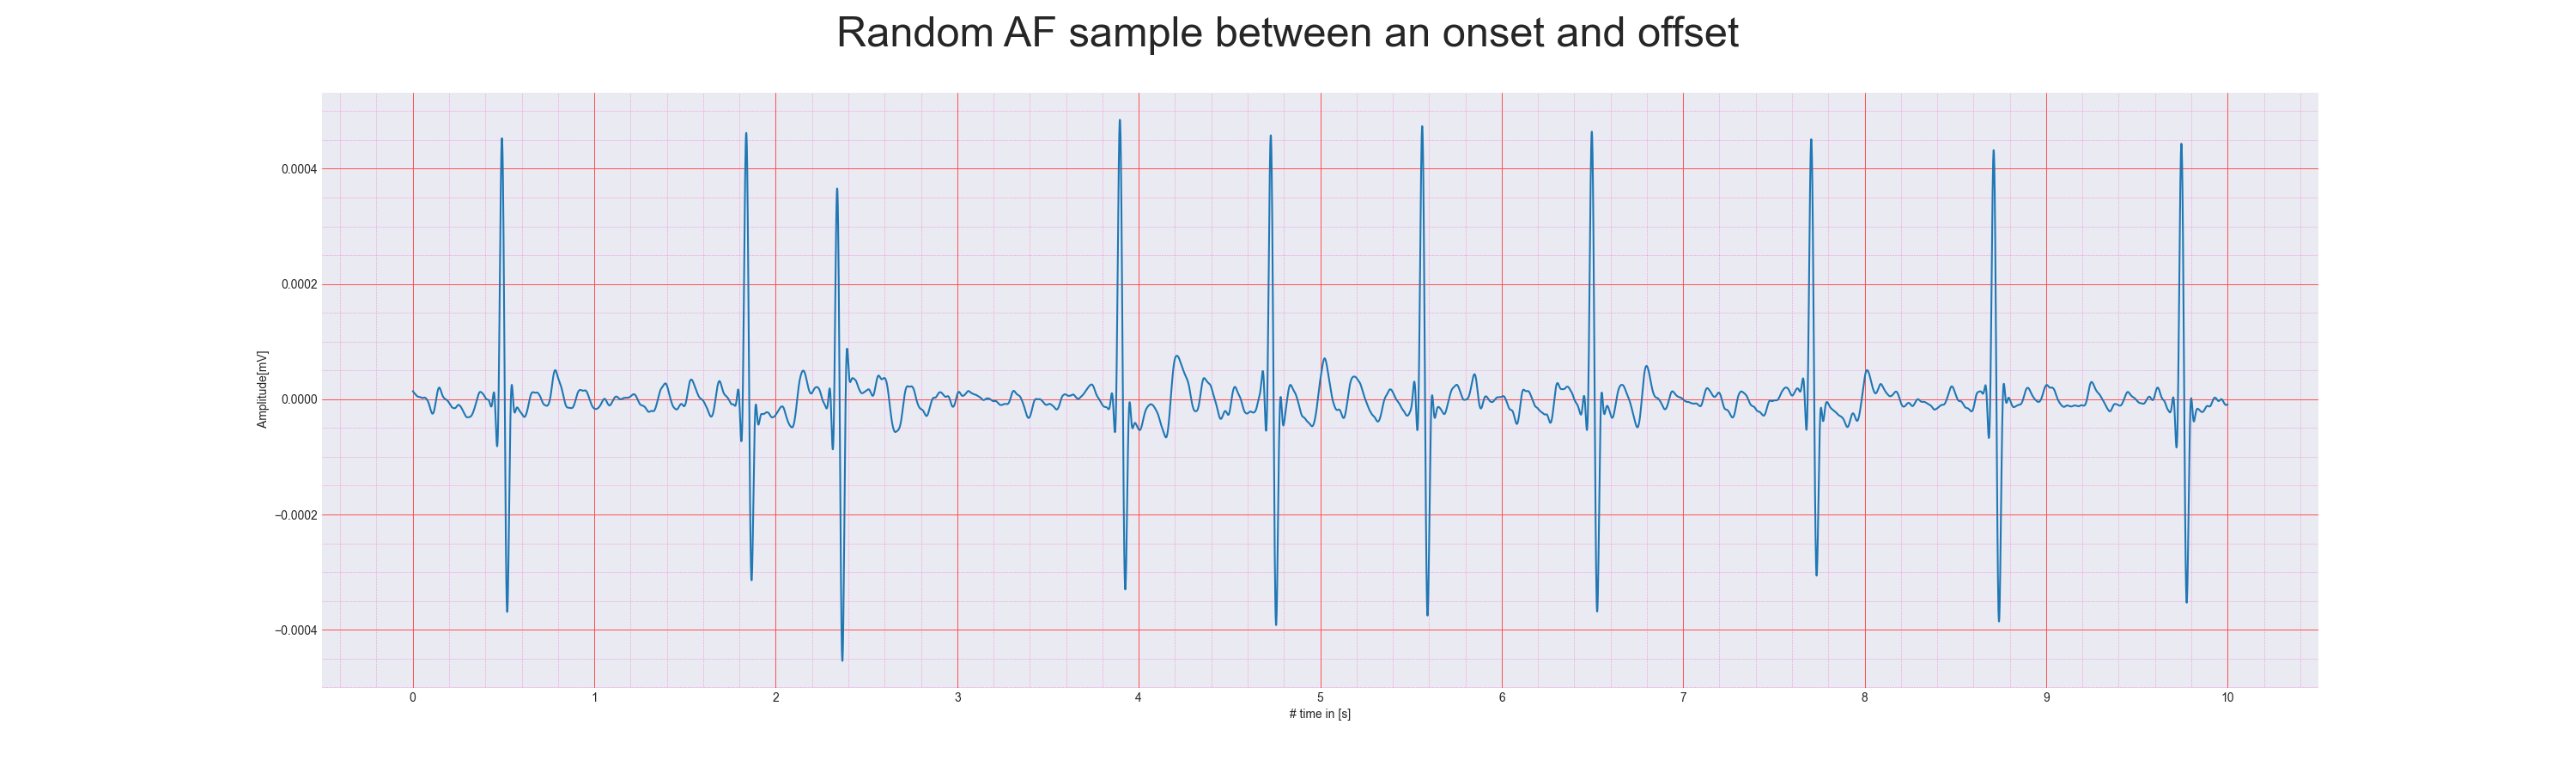 Random AF sample between an onset and offset
Amplitude[mV]
0.0004
0.0002
0.0000
−0.0002
−0.0004
0 1 2 3 4 5 6 7 8 9 10
# time in [s]